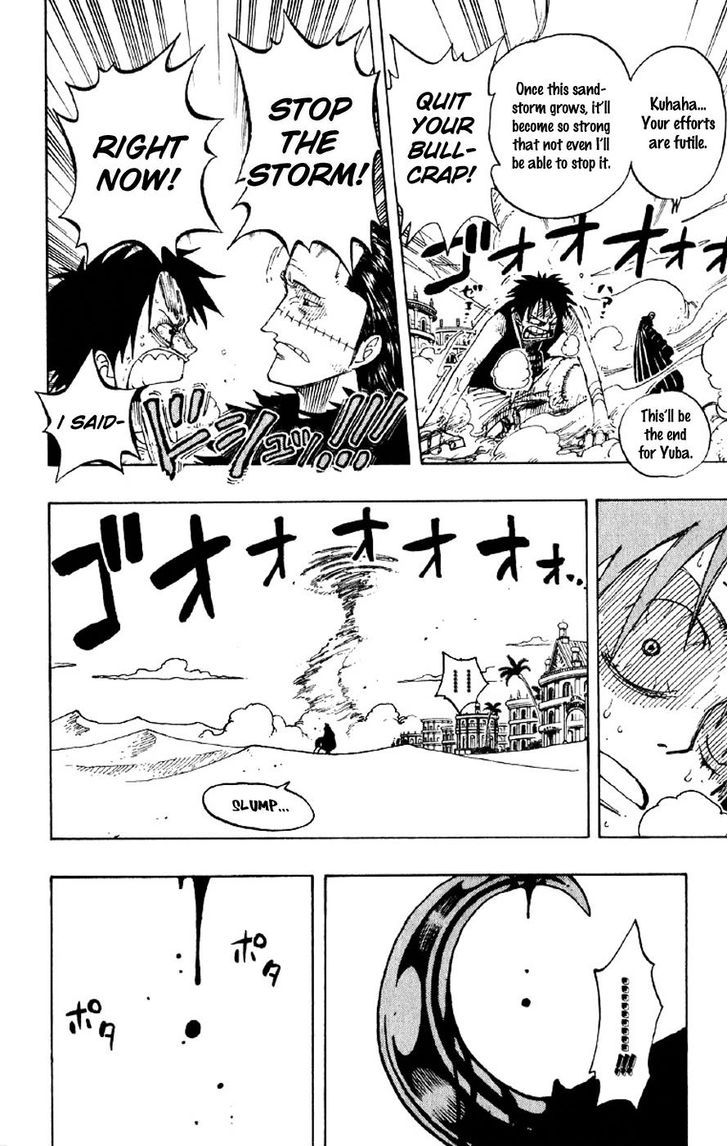 Kuhaha...
Your efforts
are futile.
Once this sand-
storm grows, it'll
become so strong
that not even I'll
be able to stop it.
QUIT
YOUR
BULL-
CRAP!
ゴオオオオオ
ゼ
ハァ
This'll be
the end
for Yuba.
STOP
THE
STORM!
RIGHT
NOW!
I SAID-
ドシュッ!!!
ゴオオオオオオ..
!!
SLUMP...
..........!!!
ポタ
ポタ